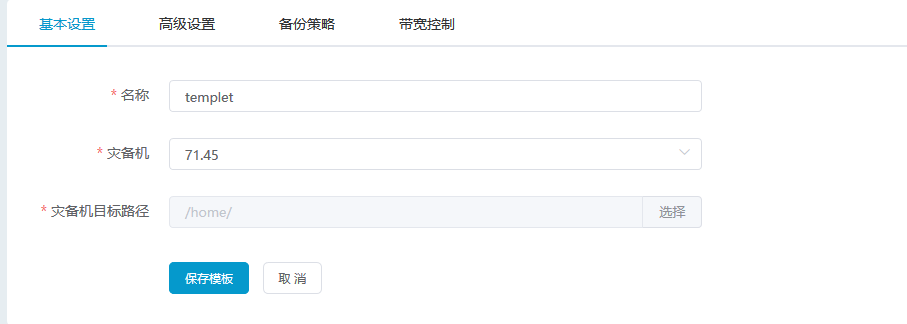 基本设置 高级设置 备份策略 带宽控制
* 名称 templet
* 灾备机 71.45
* 灾备机目标路径 /home/ 选择
保存模板 取 消